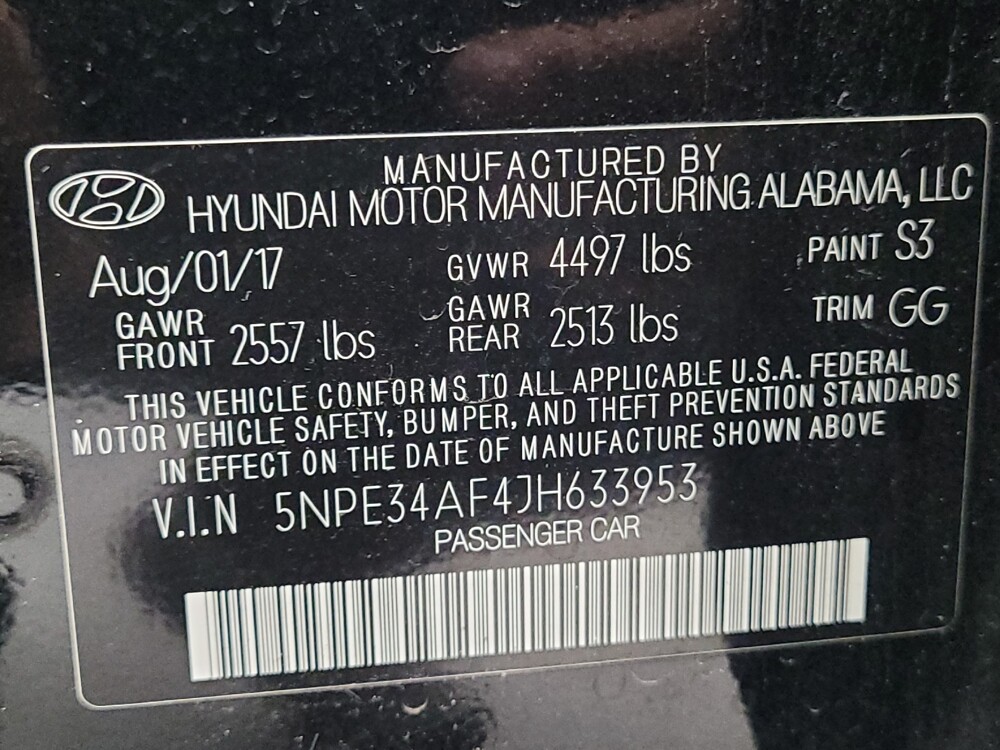 MANUFACTURED BY
HYUNDAI MOTOR MANUFACTURING ALABAMA, LLC
Aug/01/17 GVWR 4497 lbs PAINT S3
GAWR FRONT 2557 lbs GAWR REAR 2513 lbs TRIM GG
THIS VEHICLE CONFORMS TO ALL APPLICABLE U.S.A. FEDERAL
MOTOR VEHICLE SAFETY, BUMPER, AND THEFT PREVENTION STANDARDS
IN EFFECT ON THE DATE OF MANUFACTURE SHOWN ABOVE
V.I.N 5NPE34AF4JH633953
PASSENGER CAR